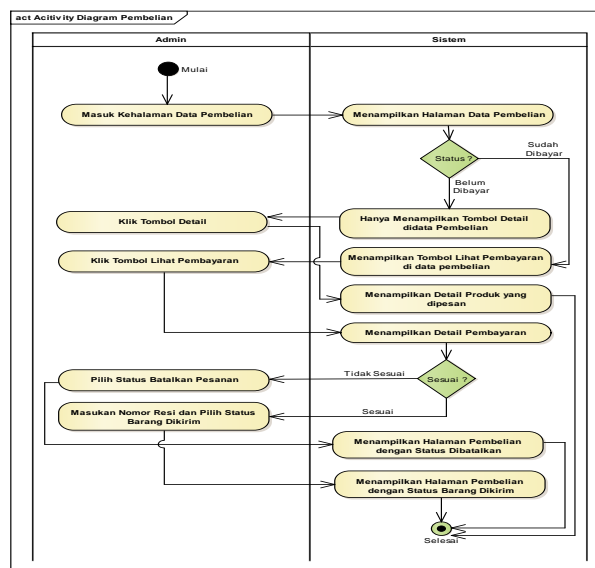 act Acitivity Diagram Pembelian
Admin
Sistem
Mulai
Masuk Kehalaman Data Pembelian
Menampilkan Halaman Data Pembelian
Status ?
Sudah
Dibayar
Belum
Dibayar
Klik Tombol Detail
Hanya Menampilkan Tombol Detail
didata Pembelian
Klik Tombol Lihat Pembayaran
Menampilkan Tombol Lihat Pembayaran
di data pembelian
Menampilkan Detail Produk yang
dipesan
Menampilkan Detail Pembayaran
Tidak Sesuai
Sesuai ?
Pilih Status Batalkan Pesanan
Sesuai
Masukan Nomor Resi dan Pilih Status
Barang Dikirim
Menampilkan Halaman Pembelian
dengan Status Dibatalkan
Menampilkan Halaman Pembelian
dengan Status Barang Dikirim
Selesai